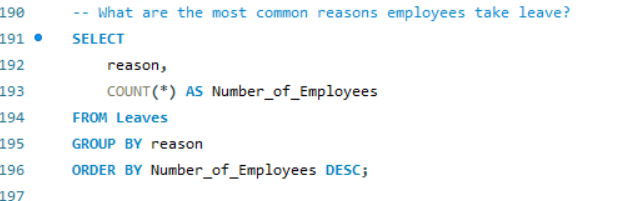 190 -- What are the most common reasons employees take leave?
191 SELECT
192 reason,
193 COUNT(*) AS Number_of_Employees
194 FROM Leaves
195 GROUP BY reason
196 ORDER BY Number_of_Employees DESC;
197